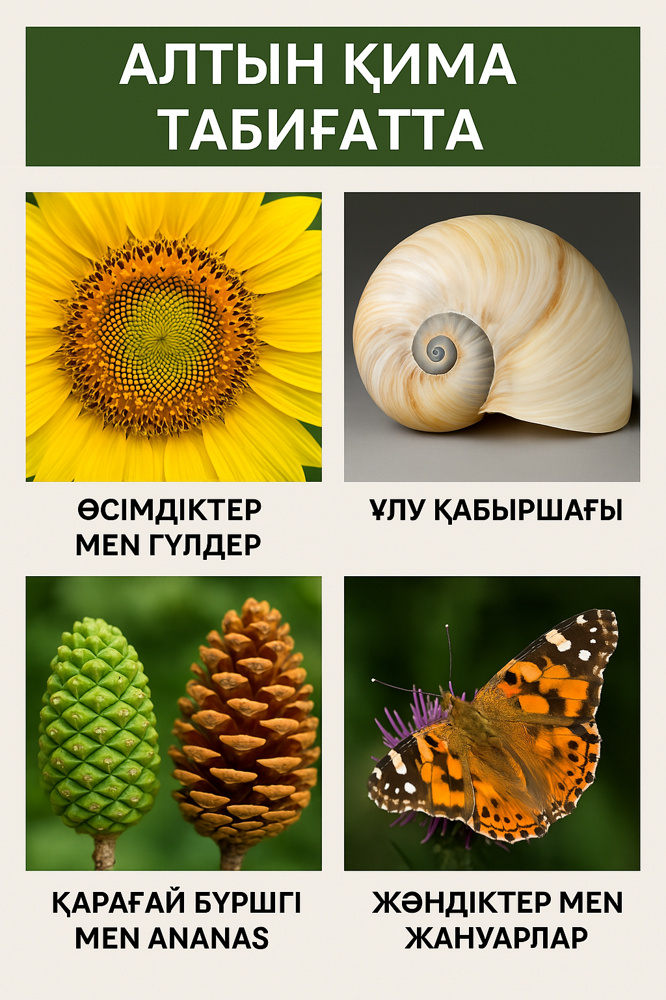 АЛТЫН ҚИМА
ТАБИҒАТТА
ӨСІМДІКТЕР
MEN ГҮЛДЕР
ҰЛУ ҚАБЫРШАҒЫ
ҚАРАҒАЙ БҮРШГІ
MEN ANANAS
ЖӘНДІКТЕР MEN
ЖАНУАРЛАР